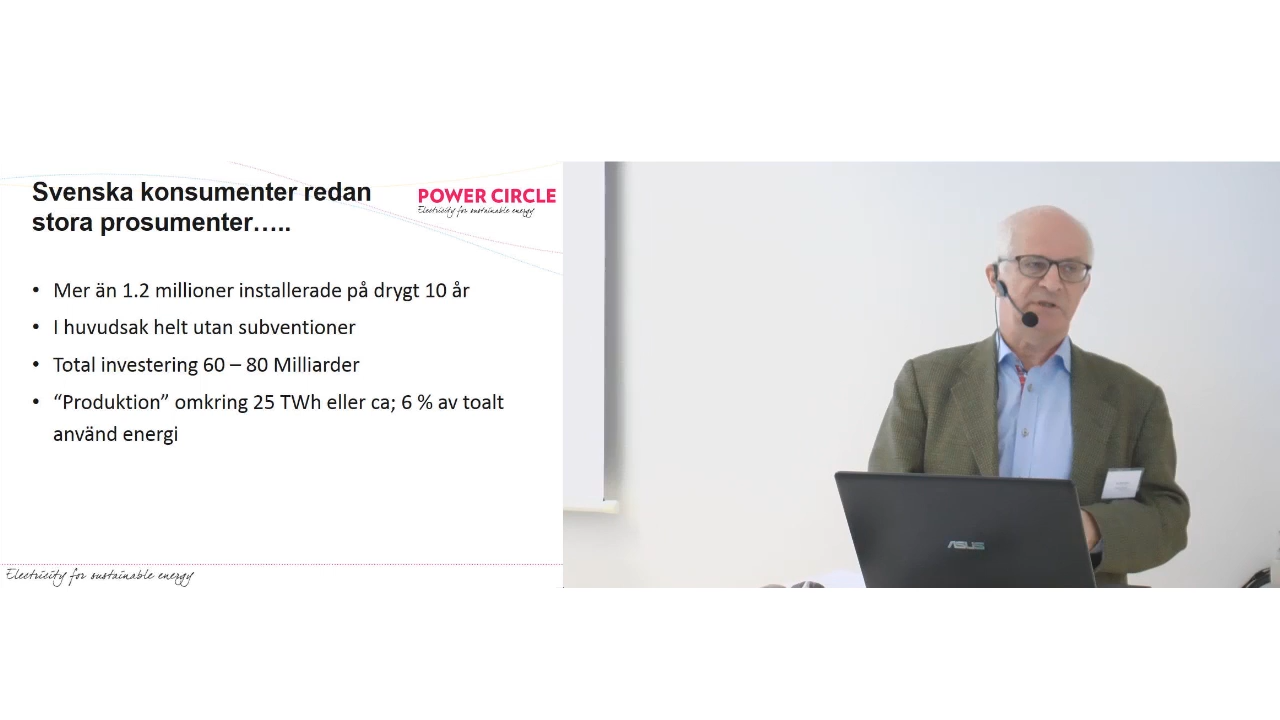 Svenska konsumenter redan
stora prosumenter…..
POWER CIRCLE
Electricity for sustainable energy
• Mer än 1.2 millioner installerade på drygt 10 år
• I huvudsak helt utan subventioner
• Total investering 60 – 80 Milliarder
• “Produktion” omkring 25 TWh eller ca; 6 % av toalt
använd energi
Electricity for sustainable energy
ASUS